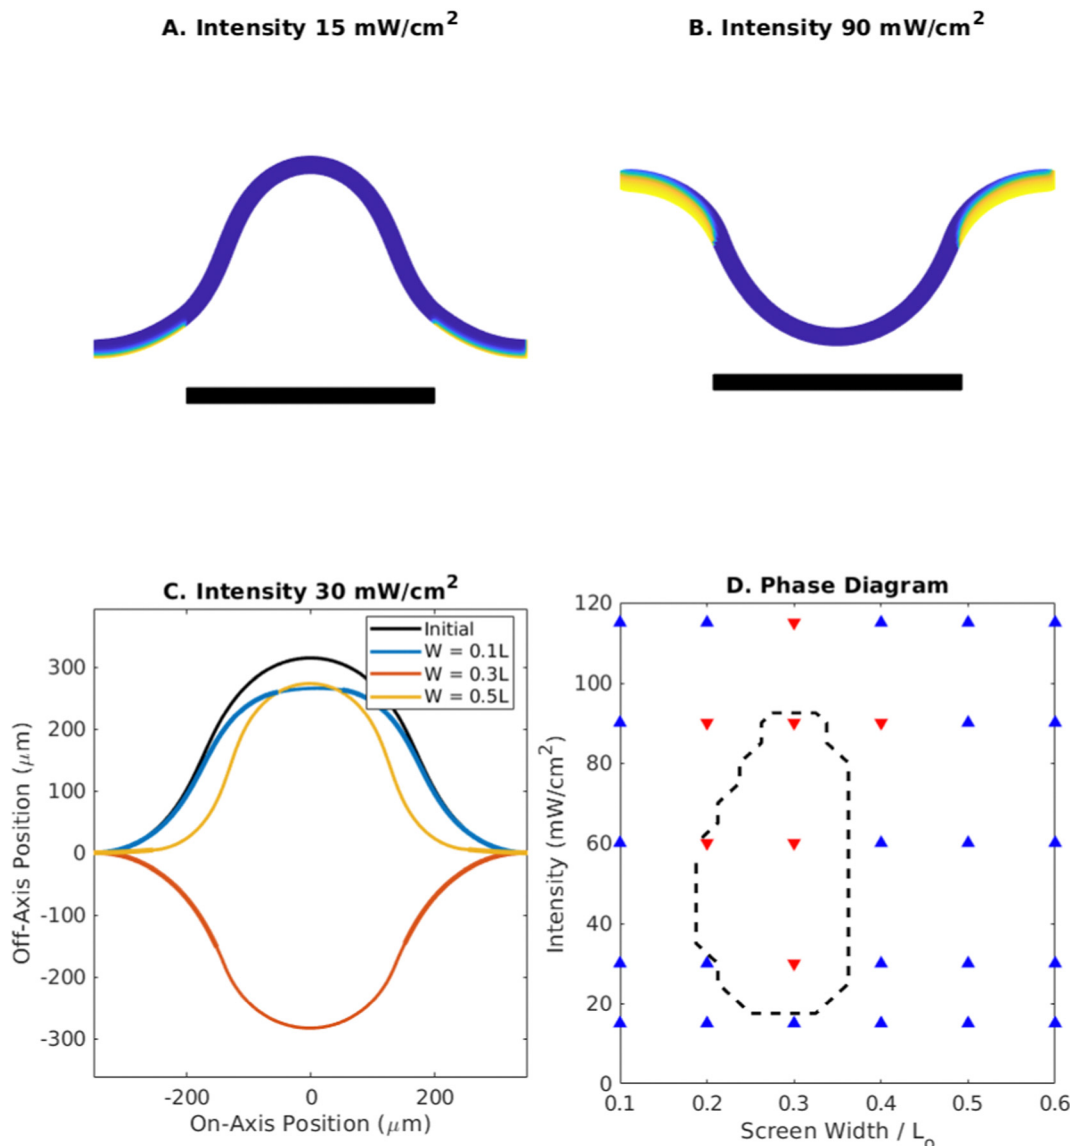 A. Intensity 15 mW/cm²
B. Intensity 90 mW/cm²
C. Intensity 30 mW/cm²
Initial
W = 0.1L
W = 0.3L
W = 0.5L
300
200
100
0
-100
-200
-300
Off-Axis Position (μm)
-200
0
200
On-Axis Position (μm)
D. Phase Diagram
120
100
80
60
40
20
0
Intensity (mW/cm²)
0.1
0.2
0.3
0.4
0.5
0.6
Screen Width / Lₒ